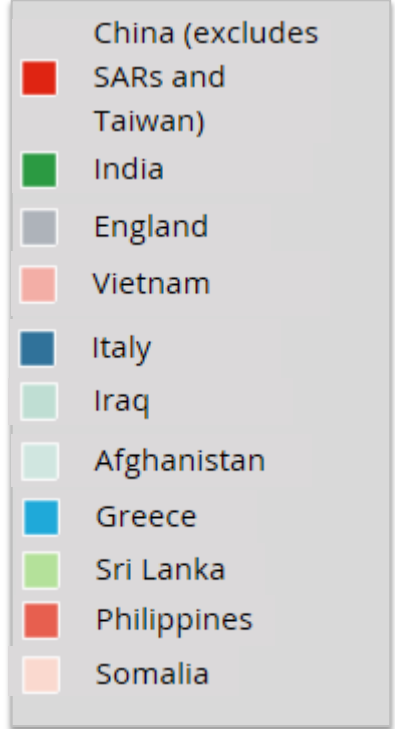 China (excludes
SARs and
Taiwan)
India
England
Vietnam
Italy
Iraq
Afghanistan
Greece
Sri Lanka
Philippines
Somalia